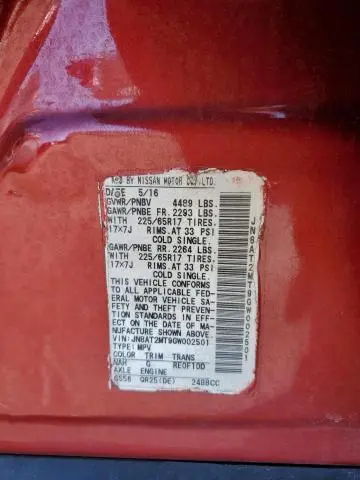 MFD BY NISSAN MOTOR CO.,LTD.
DATE 5/16
GVWR/PNBV 4489 LBS.
GAWR/PNBE FR. 2293 LBS.
WITH 225/65R17 TIRES.
17x7J RIMS.AT 33 PSI
COLD SINGLE.
GAWR/PNBE RR. 2264 LBS.
WITH 225/65R17 TIRES.
17x7J RIMS.AT 33 PSI
COLD SINGLE.
THIS VEHICLE CONFORMS
TO ALL APPLICABLE FED-
ERAL MOTOR VEHICLE SA-
FETY AND THEFT PREVEN-
TION STANDARDS IN EFF-
ECT ON THE DATE OF MA-
NUFACTURE SHOWN ABOVE
VIN:JN8AT2MT9GW002501
TYPE:MPV
COLOR TRIM TRANS
NAH G RE0F10D
AXLE ENGINE
GS56 QR25(DE) 2488CC
JN8AT2MT9GW002501